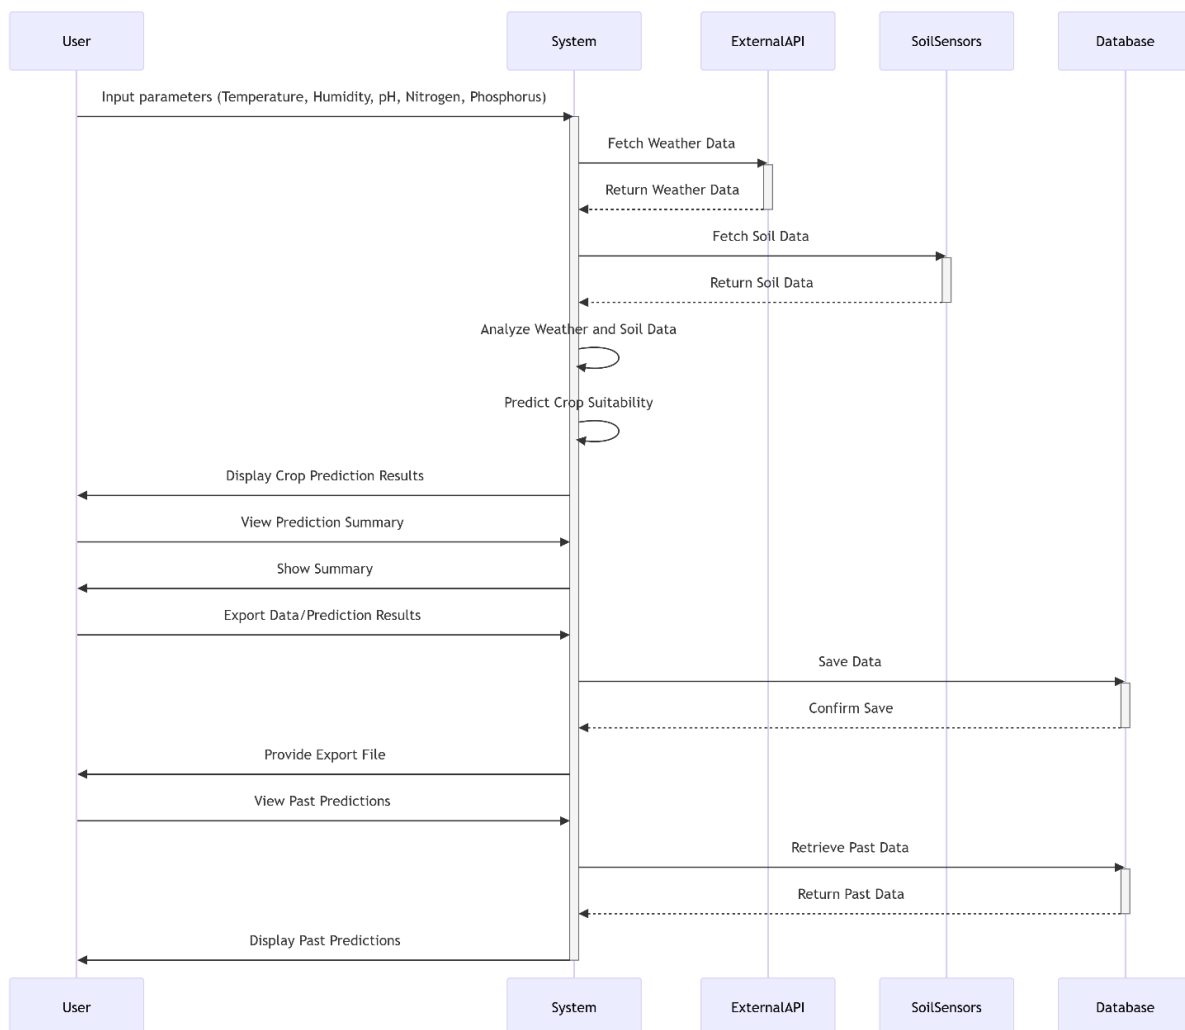 User
System
ExternalAPI
SoilSensors
Database
Input parameters (Temperature, Humidity, pH, Nitrogen, Phosphorus)
Fetch Weather Data
Return Weather Data
Fetch Soil Data
Return Soil Data
Analyze Weather and Soil Data
Predict Crop Suitability
Display Crop Prediction Results
View Prediction Summary
Show Summary
Export Data/Prediction Results
Save Data
Confirm Save
Provide Export File
View Past Predictions
Retrieve Past Data
Return Past Data
Display Past Predictions
User
System
ExternalAPI
SoilSensors
Database